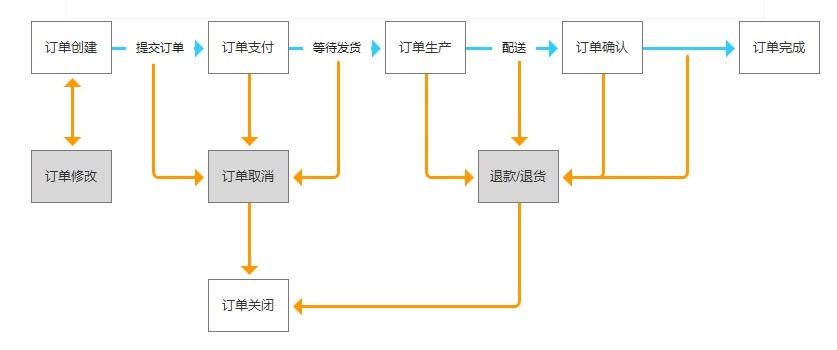 订单创建
提交订单
订单支付
等待发货
订单生产
配送
订单确认
订单完成
订单修改
订单取消
退款/退货
订单关闭